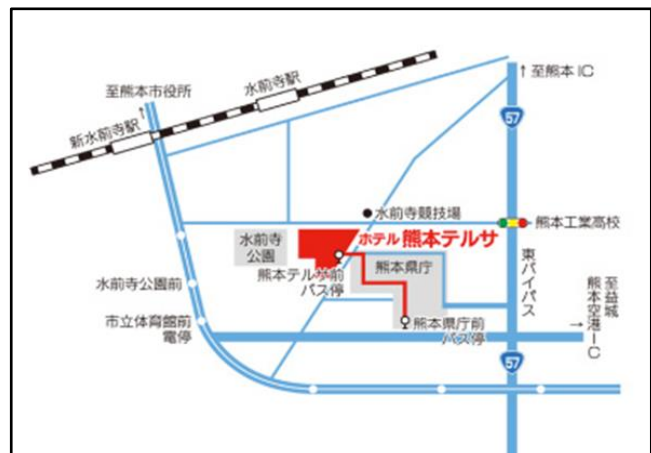 至熊本市役所
水前寺駅
新水前寺駅
↑至熊本IC
57
●水前寺競技場
熊本工業高校
水前寺
公園
ホテル 熊本テルサ
熊本県庁
熊本テルサ前
バス停
東バイパス
至益城
熊本空港IC
水前寺公園前
市立体育館前
電停
熊本県庁前
バス停
57